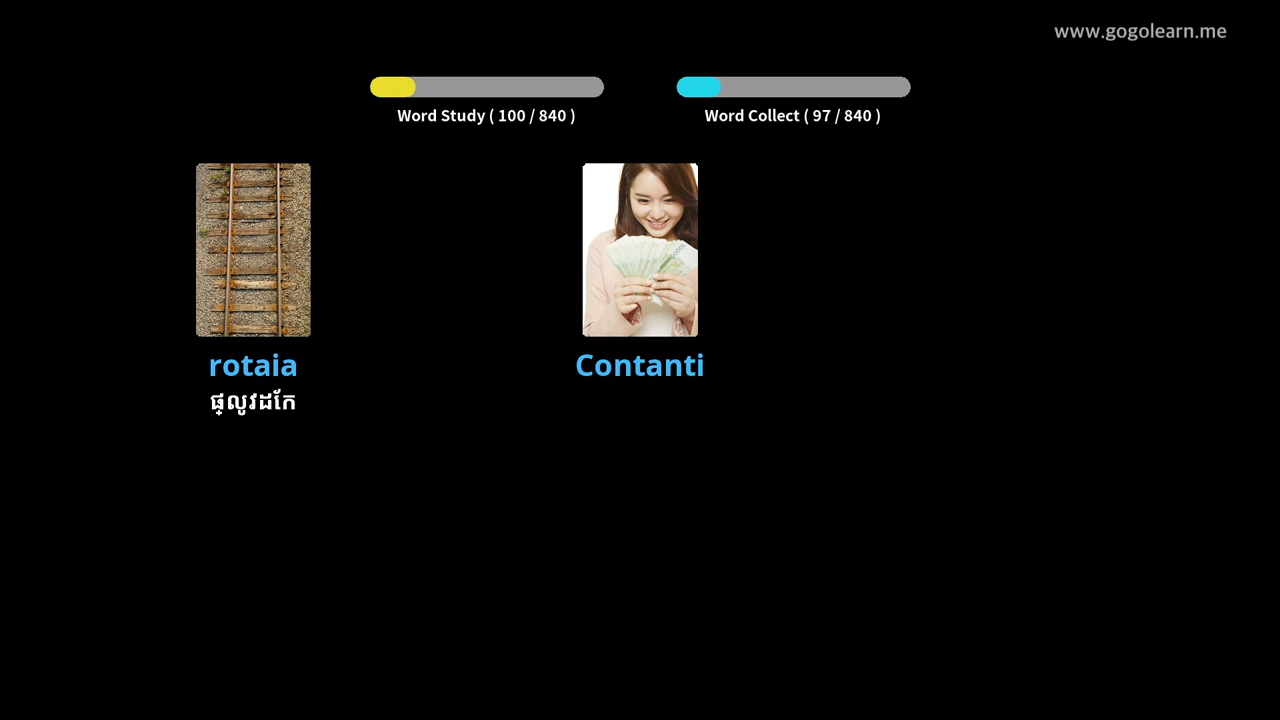 www.gogolearn.me
Word Study ( 100 / 840 )
Word Collect ( 97 / 840 )
rotaia
Contanti
ផ្លូវដែក